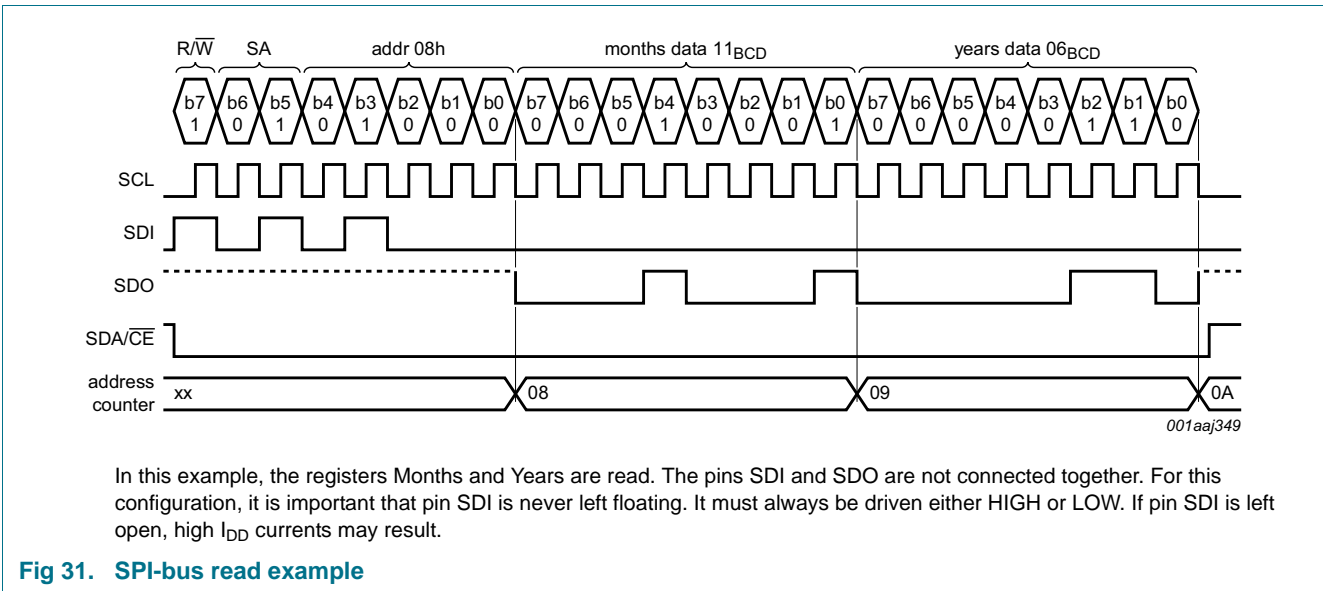 R/W SA addr 08h months data 11BCD years data 06BCD
b7 b6 b5 b4 b3 b2 b1 b0 b7 b6 b5 b4 b3 b2 b1 b0 b7 b6 b5 b4 b3 b2 b1 b0
1 0 1 0 1 0 0 0 0 0 0 1 0 0 0 1 0 0 0 0 0 1 1 0
SCL
SDI
SDO
SDA/CE
address
counter
xx 08 09 0A
001aaj349
In this example, the registers Months and Years are read. The pins SDI and SDO are not connected together. For this
configuration, it is important that pin SDI is never left floating. It must always be driven either HIGH or LOW. If pin SDI is left
open, high IDD currents may result.
Fig 31. SPI-bus read example